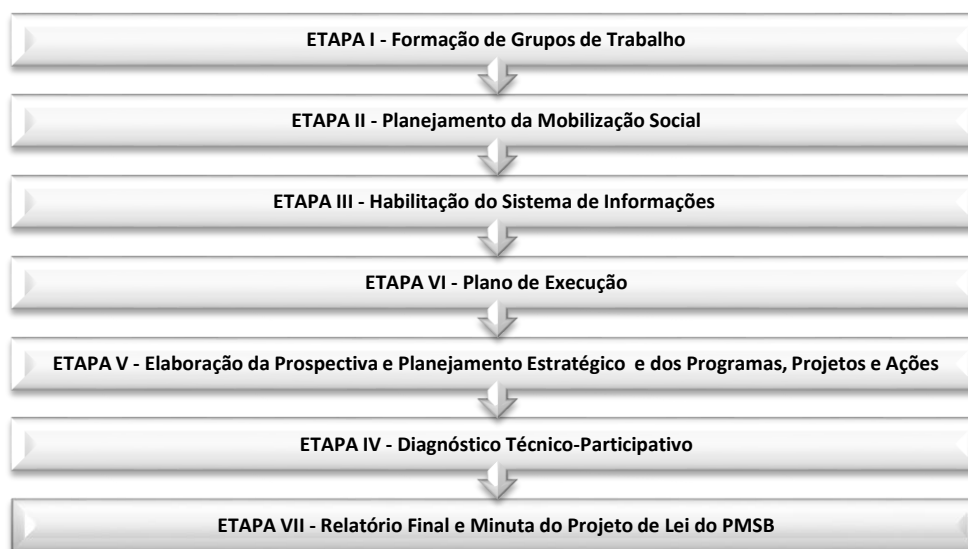 ETAPA I - Formação de Grupos de Trabalho
ETAPA II - Planejamento da Mobilização Social
ETAPA III - Habilitação do Sistema de Informações
ETAPA VI - Plano de Execução
ETAPA V - Elaboração da Prospectiva e Planejamento Estratégico e dos Programas, Projetos e Ações
ETAPA IV - Diagnóstico Técnico-Participativo
ETAPA VII - Relatório Final e Minuta do Projeto de Lei do PMSB